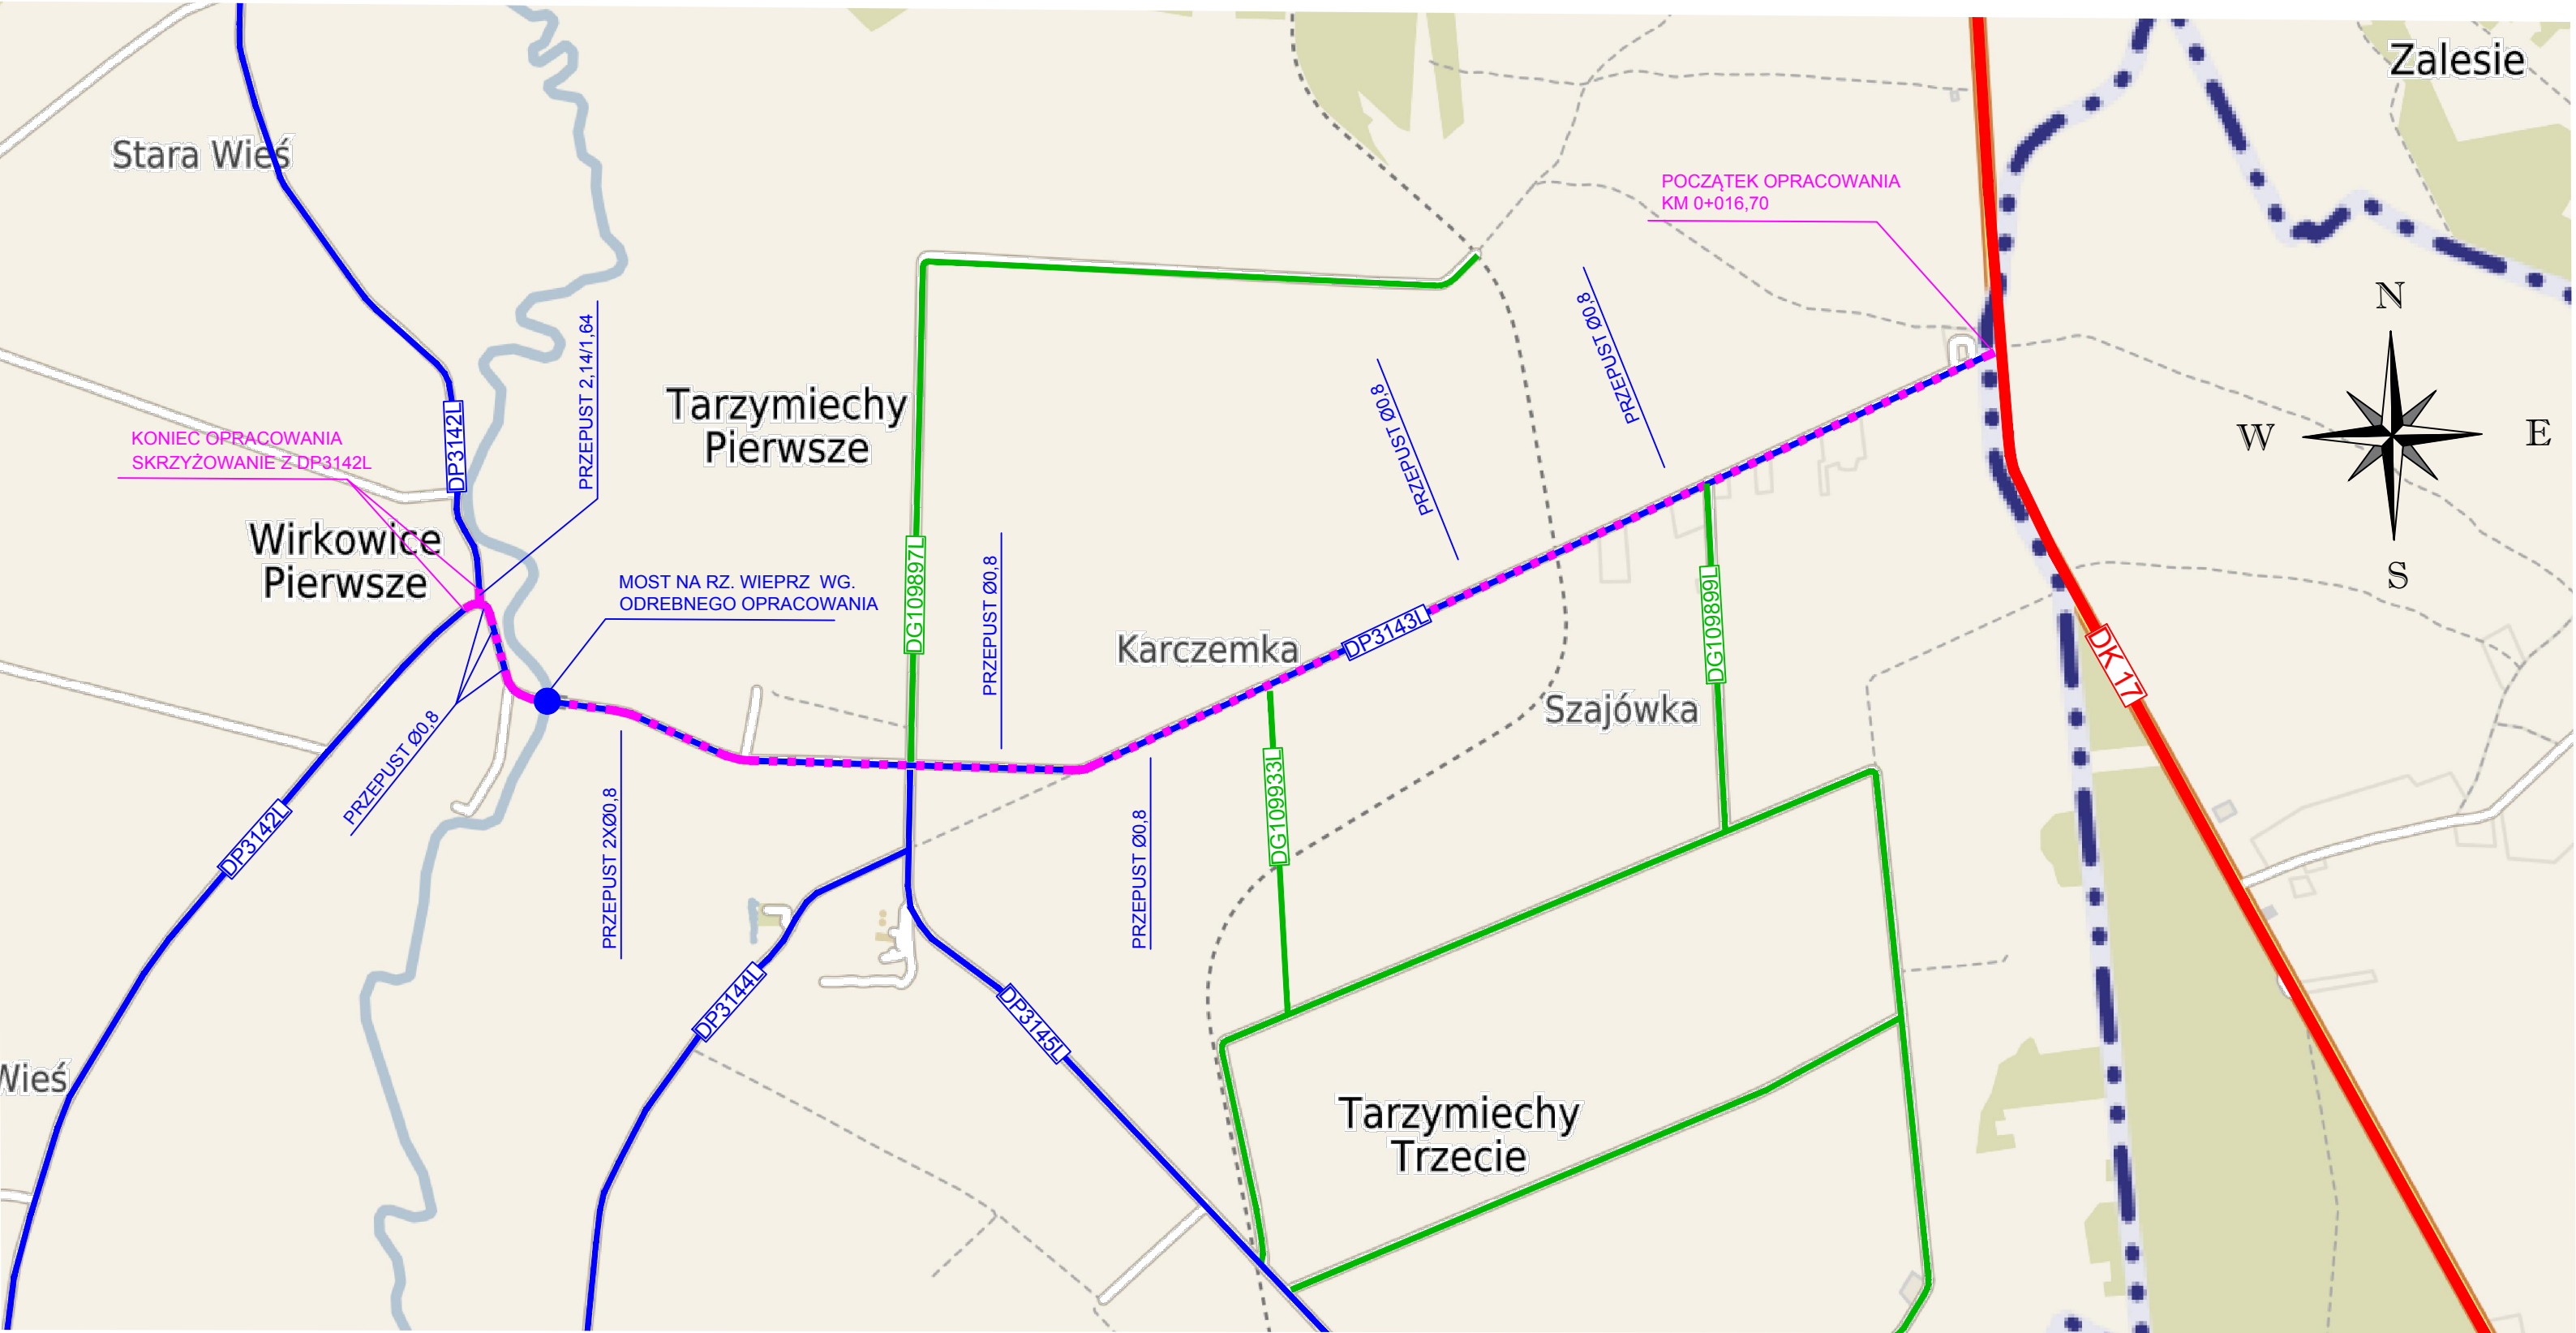 Zalesie
Stara Wieś
POCZĄTEK OPRACOWANIA
KM 0+016,70
N
W
E
S
PRZEPUST Ø0,8
PRZEPUST Ø0,8
PRZEPUST 2,14/1,64
Tarzymiechy
Pierwsze
DP3142L
KONIEC OPRACOWANIA
SKRZYŻOWANIE Z DP3142L
Wirkowice
Pierwsze
MOST NA RZ. WIEPRZ WG.
ODREBNEGO OPRACOWANIA
DG109897L
PRZEPUST Ø0,8
Karczemka
DP3143L
DG109899L
DK 17
Szajówka
PRZEPUST Ø0,8
DP3142L
PRZEPUST 2XØ0,8
DG109933L
PRZEPUST Ø0,8
DP3144L
DP3145L
Wieś
Tarzymiechy
Trzecie